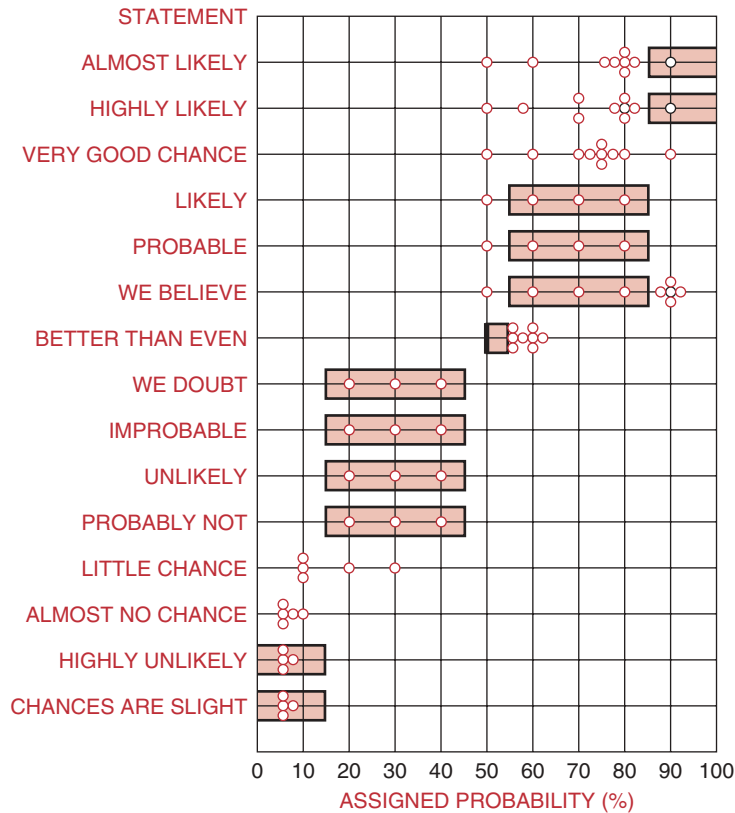 STATEMENT
ALMOST LIKELY
HIGHLY LIKELY
VERY GOOD CHANCE
LIKELY
PROBABLE
WE BELIEVE
BETTER THAN EVEN
WE DOUBT
IMPROBABLE
UNLIKELY
PROBABLY NOT
LITTLE CHANCE
ALMOST NO CHANCE
HIGHLY UNLIKELY
CHANCES ARE SLIGHT
0 10 20 30 40 50 60 70 80 90 100
ASSIGNED PROBABILITY (%)